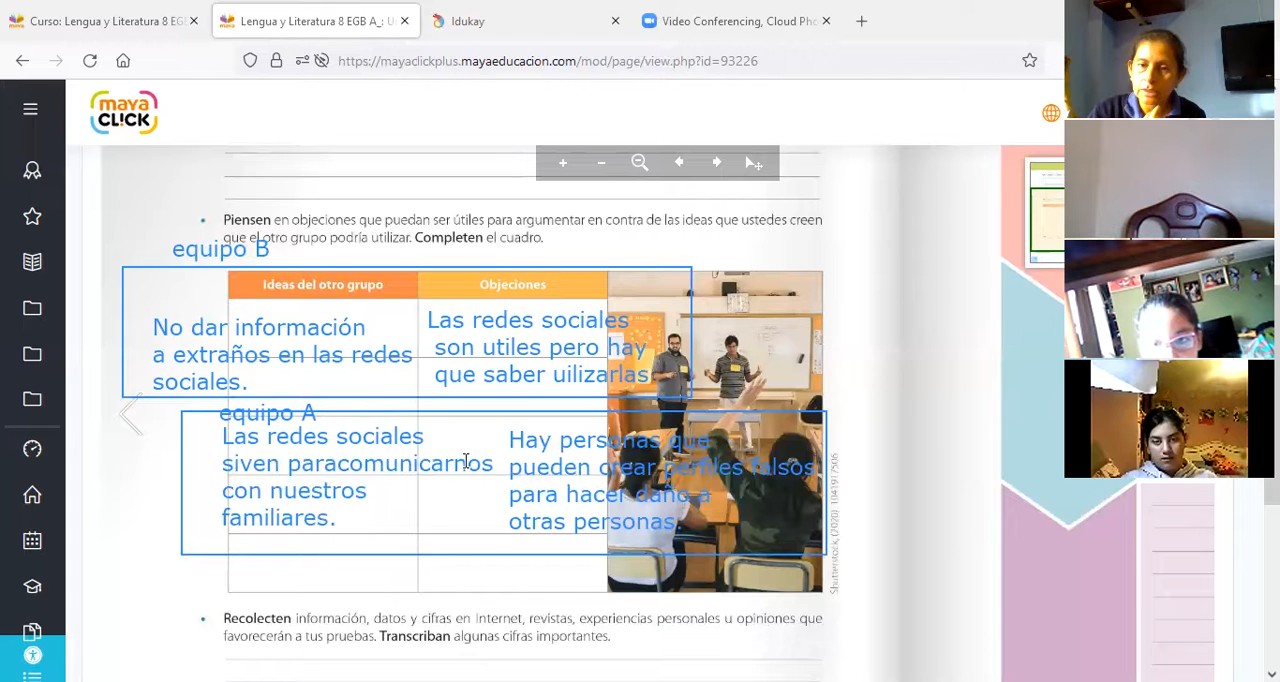 Curso: Lengua y Literatura 8 EGB
Lengua y Literatura 8 EGB A_: U
Idukay
Video Conferencing, Cloud Pho
https://mayaclickplus.mayaeducacion.com/mod/page/view.php?id=93226
maya
CLICK
Piensen en objeciones que puedan ser útiles para argumentar en contra de las ideas que ustedes creen
que el otro grupo podría utilizar. Completen el cuadro.
equipo B
Ideas del otro grupo
Objeciones
No dar información
a extraños en las redes
sociales.
Las redes sociales
son utiles pero hay
que saber uilizarlas
equipo A
Las redes sociales
siven paracomunicarnos
con nuestros
familiares.
Hay personas que
pueden crear perfiles falsos
para hacer daño a
otras personas.
Shutterstock, (2020). 1041917506
Recolecten información, datos y cifras en Internet, revistas, experiencias personales u opiniones que
favorecerán a tus pruebas. Transcriban algunas cifras importantes.